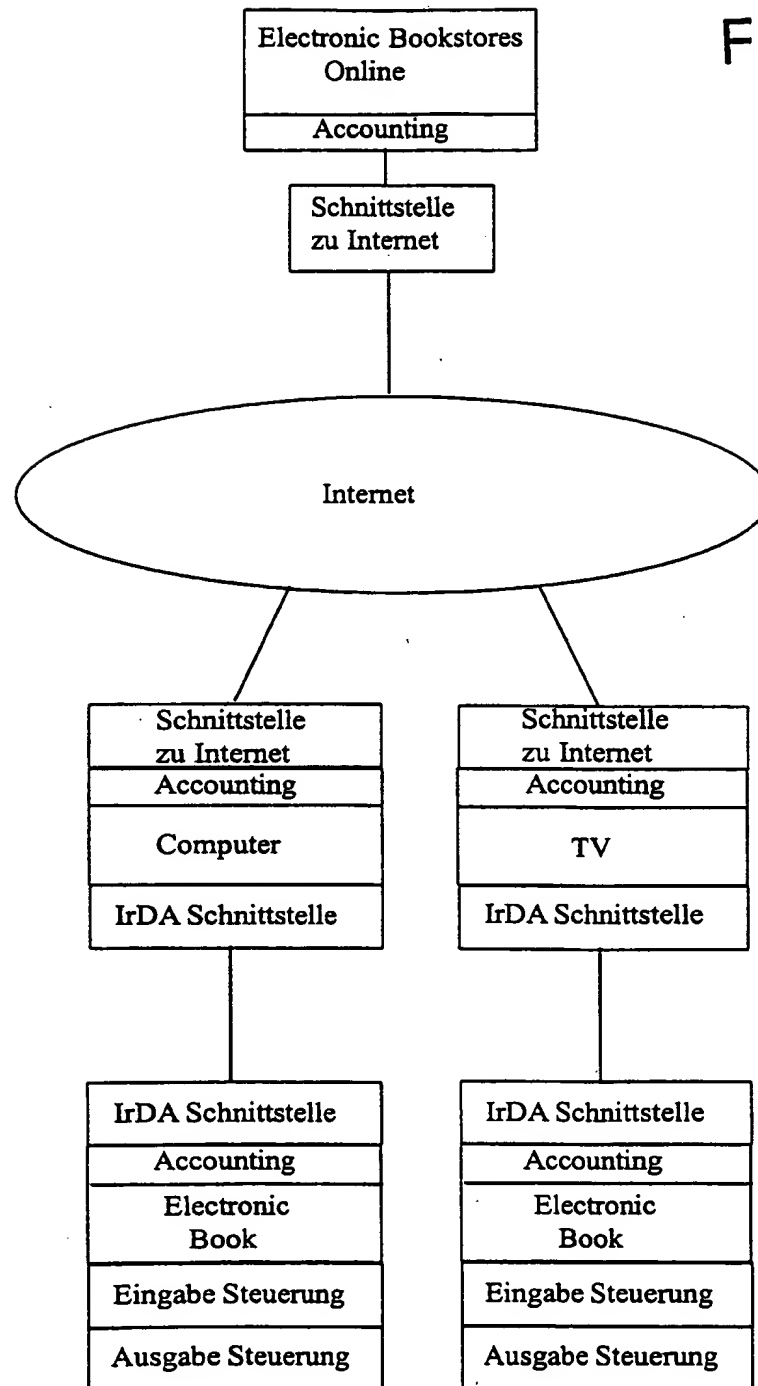 F
Electronic Bookstores
Online
Accounting
Schnittstelle
zu Internet
Internet
Schnittstelle
zu Internet
Accounting
Computer
IrDA Schnittstelle
Schnittstelle
zu Internet
Accounting
TV
IrDA Schnittstelle
IrDA Schnittstelle
Accounting
Electronic
Book
Eingabe Steuerung
Ausgabe Steuerung
IrDA Schnittstelle
Accounting
Electronic
Book
Eingabe Steuerung
Ausgabe Steuerung